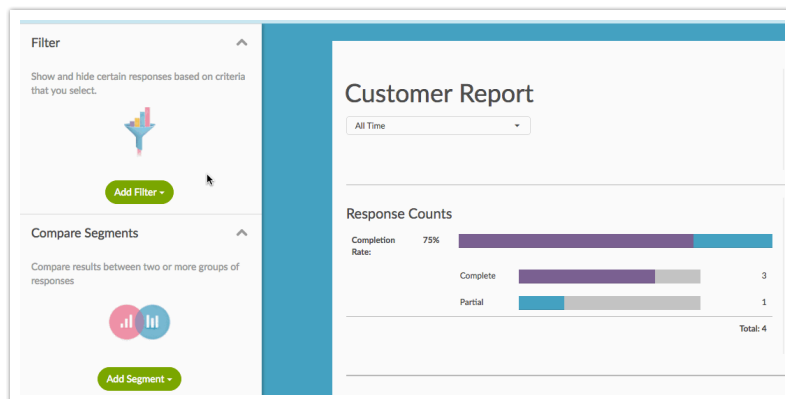 Filter
Show and hide certain responses based on criteria
that you select.
Add Filter
Compare Segments
Compare results between two or more groups of
responses
Add Segment
Customer Report
All Time
Response Counts
Completion
Rate:
75%
Complete
3
Partial
1
Total: 4